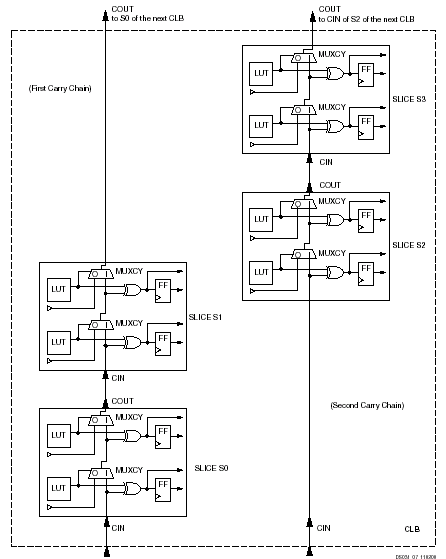 COUT
to S0 of the next CLB
COUT
to CIN of S2 of the next CLB
(First Carry Chain)
O I
MUXCY
FF
LUT
SLICE S3
O I
MUXCY
FF
LUT
CIN
COUT
O I
MUXCY
FF
LUT
SLICE S2
O I
MUXCY
FF
LUT
O I
MUXCY
FF
LUT
SLICE S1
O I
MUXCY
FF
LUT
CIN
COUT
O I
MUXCY
FF
LUT
SLICE S0
O I
MUXCY
FF
LUT
(Second Carry Chain)
CIN
CIN
CLB